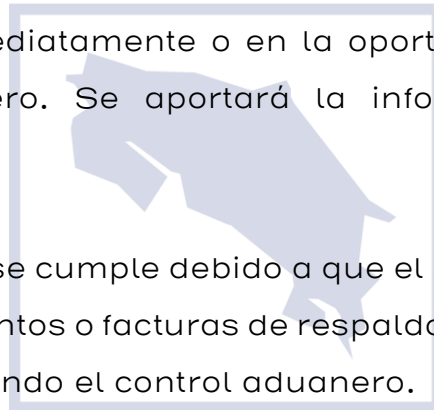 ediatamente o en la oport
ero. Se aportará la info
se cumple debido a que el
ntos o facturas de respaldo
ndo el control aduanero.